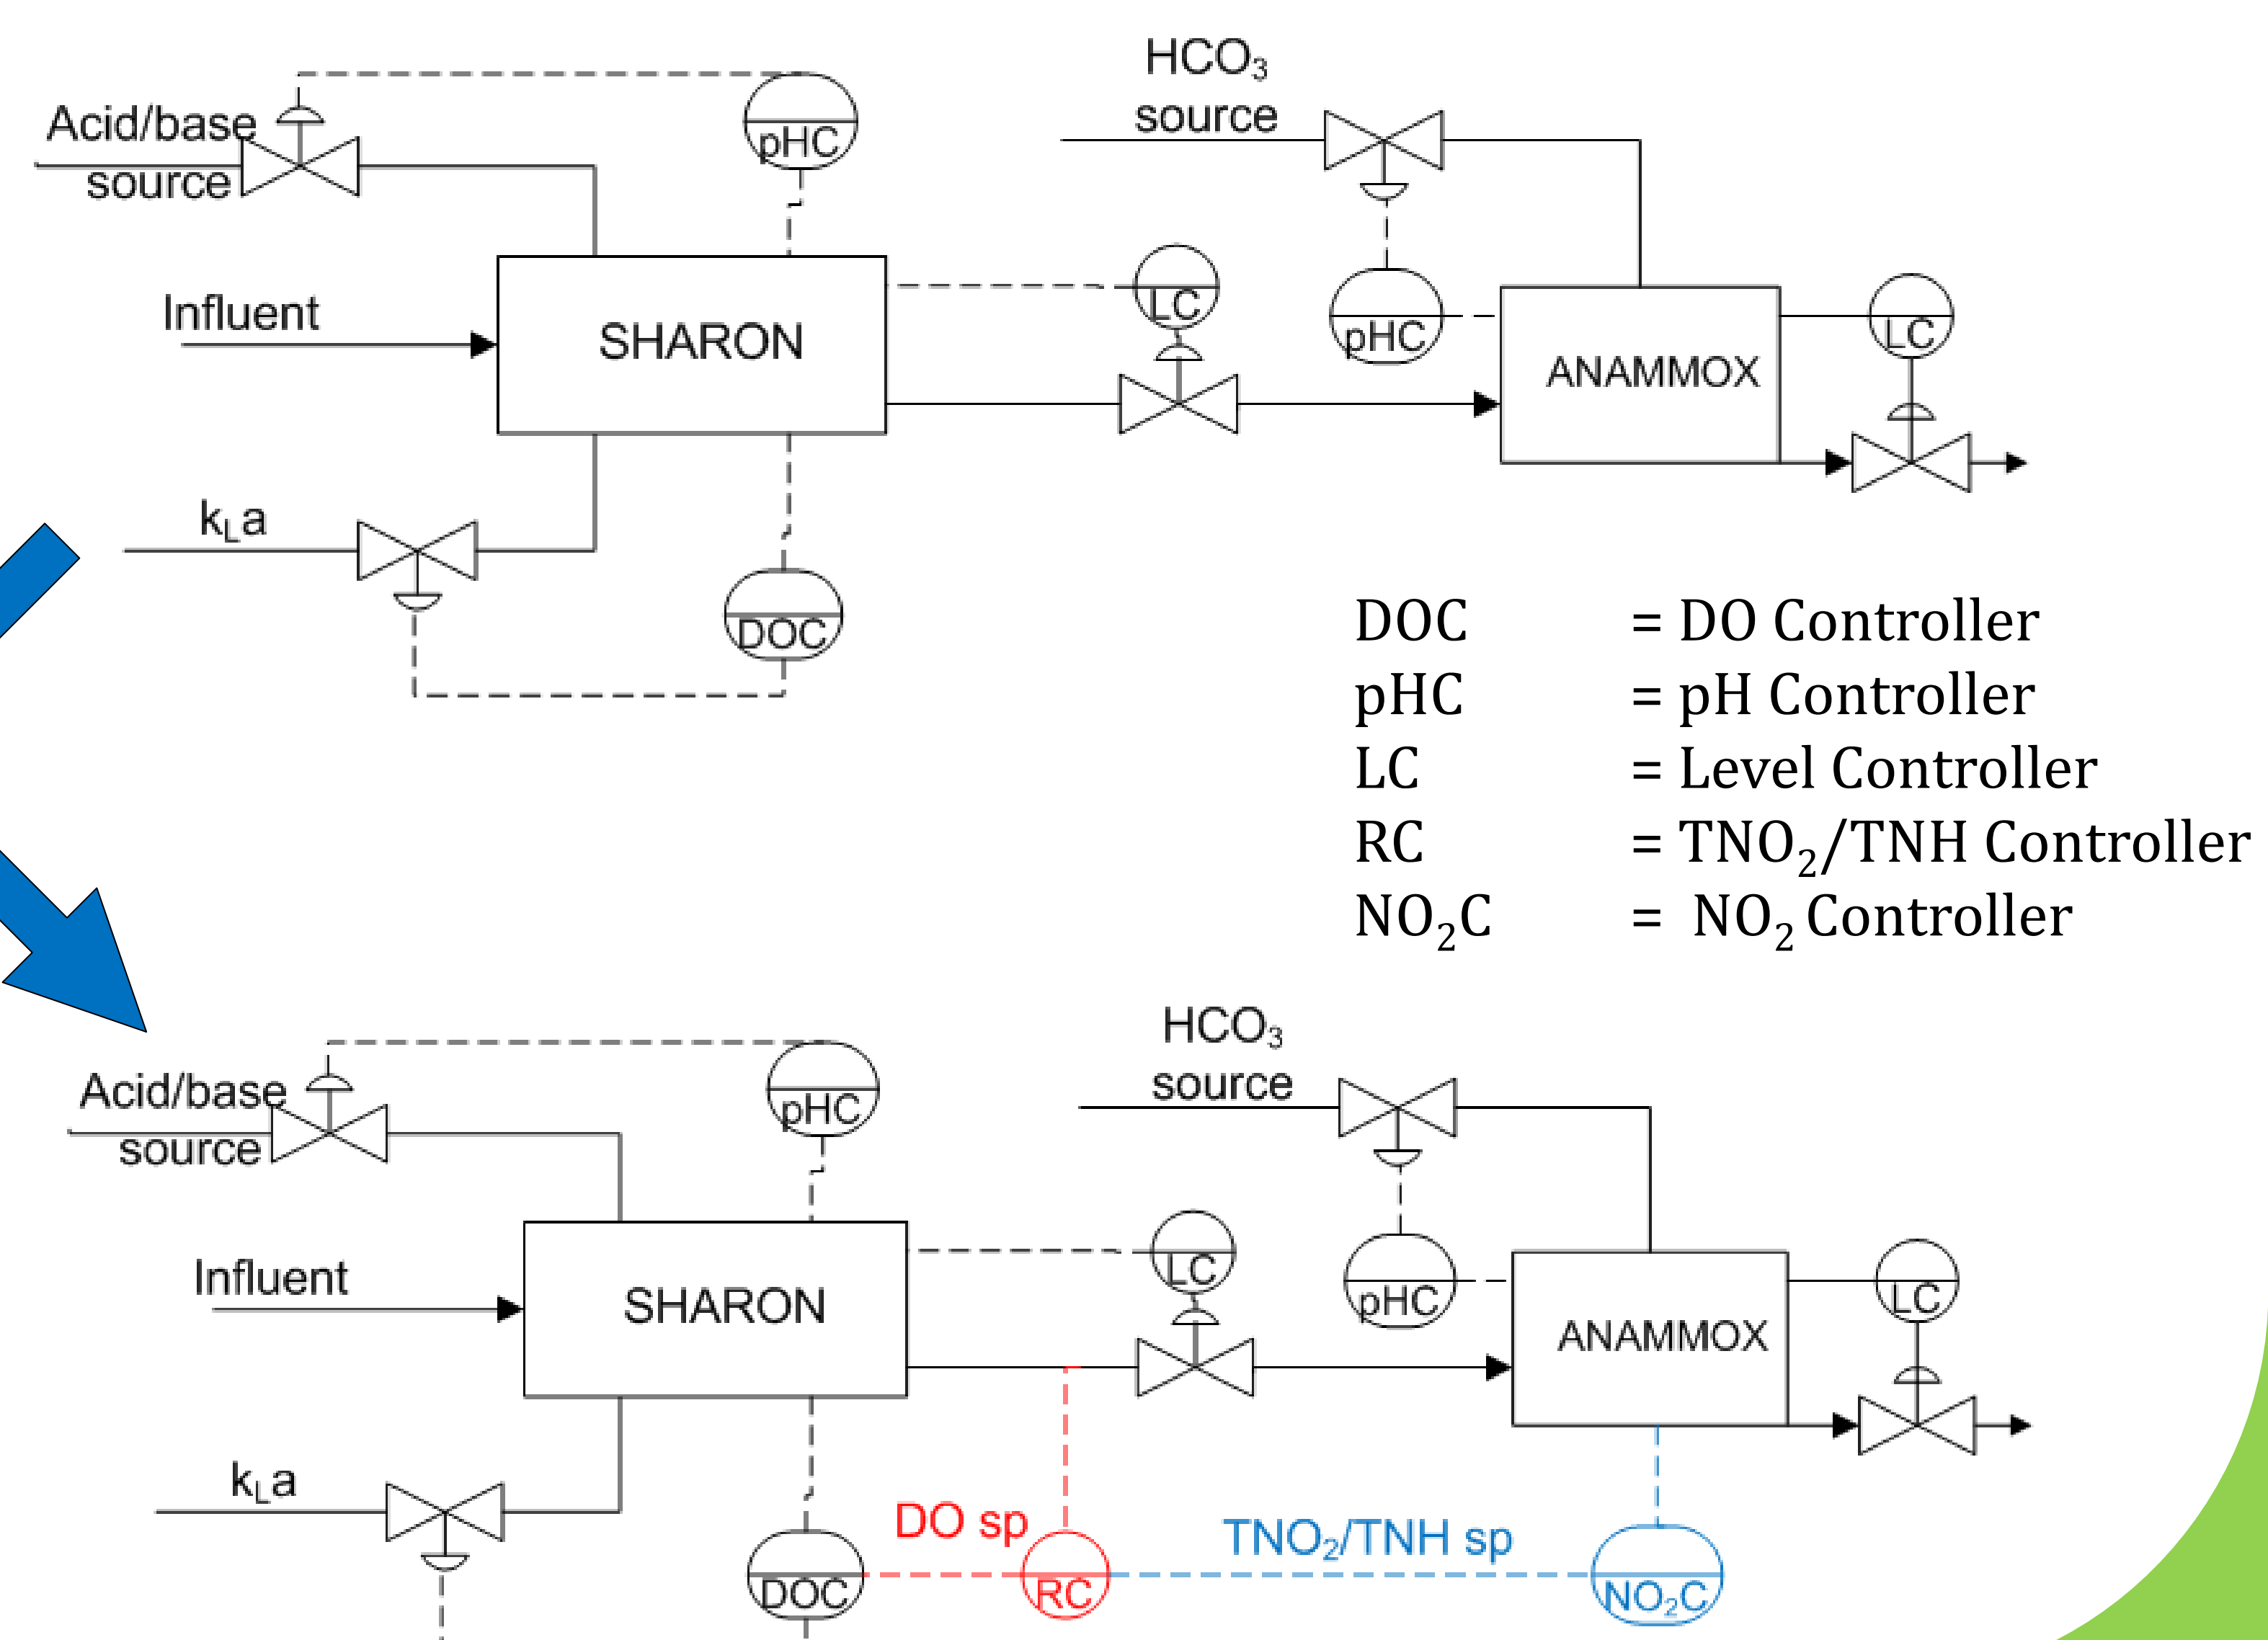 HCO₃
source
Acid/base
source
pHC
LC
Influent
SHARON
pHC
LC
ANAMMOX
kLa
DOC
DOC = DO Controller
pHC = pH Controller
LC = Level Controller
RC = TNO₂/TNH Controller
NO₂C = NO₂ Controller
HCO₃
source
Acid/base
source
pHC
LC
Influent
SHARON
pHC
LC
ANAMMOX
kLa
DO sp
TNO₂/TNH sp
DOC
RC
NO₂C